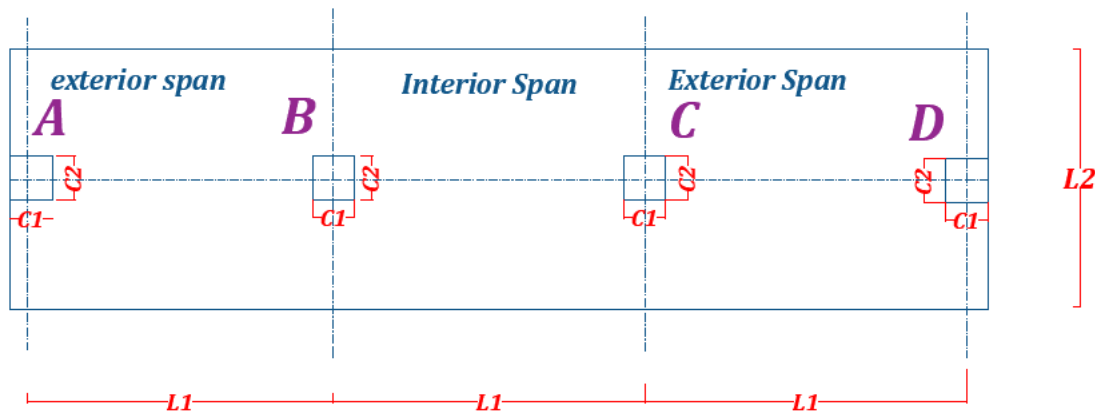 exterior span
Interior Span
Exterior Span
A
B
C
D
C2
C2
C2
C2
L2
C1
C1
C1
C1
L1
L1
L1